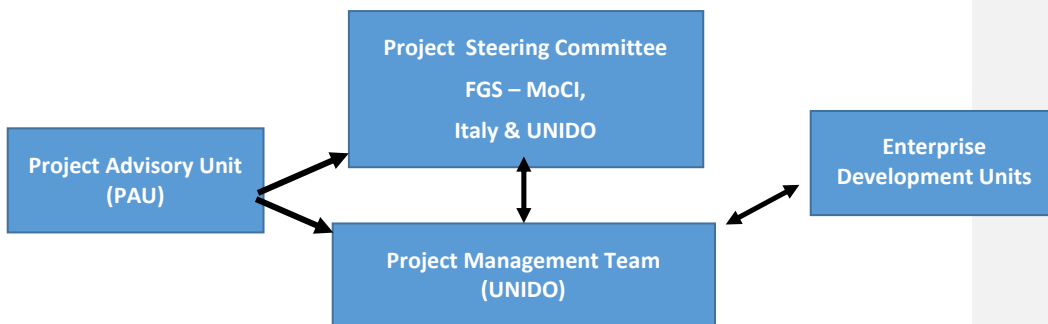 Project Steering Committee
FGS – MoCI,
Italy & UNIDO
Project Advisory Unit
(PAU)
Enterprise
Development Units
Project Management Team
(UNIDO)